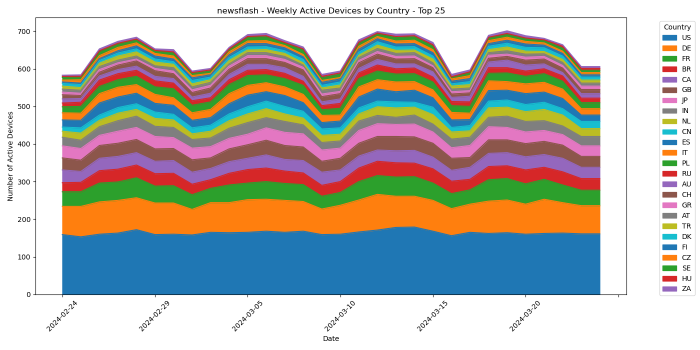 newsflash - Weekly Active Devices by Country - Top 25
Number of Active Devices
700
600
500
400
300
200
100
0
2024-02-24
2024-02-29
2024-03-05
2024-03-10
2024-03-15
2024-03-20
Date
Country
US
DE
FR
BR
CA
GB
JP
IN
NL
CN
ES
IT
PL
RU
AU
CH
GR
AT
TR
DK
FI
CZ
SE
HU
ZA